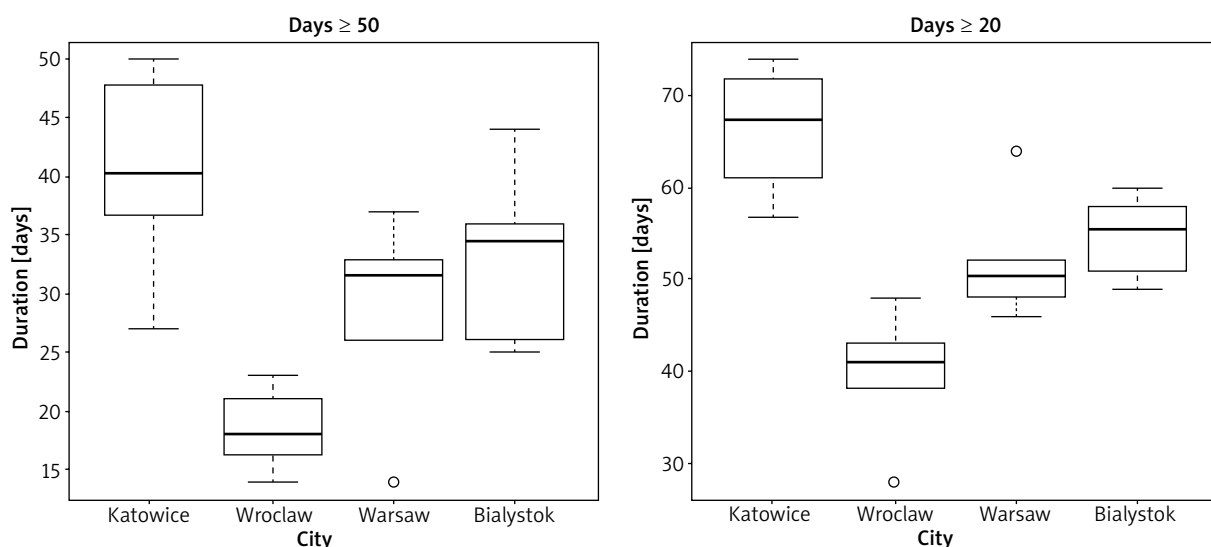 Days ≥ 50
Duration [days]
50
45
40
35
30
25
20
15
Katowice Wroclaw Warsaw Bialystok
City
Days ≥ 20
Duration [days]
70
60
50
40
30
Katowice Wroclaw Warsaw Bialystok
City